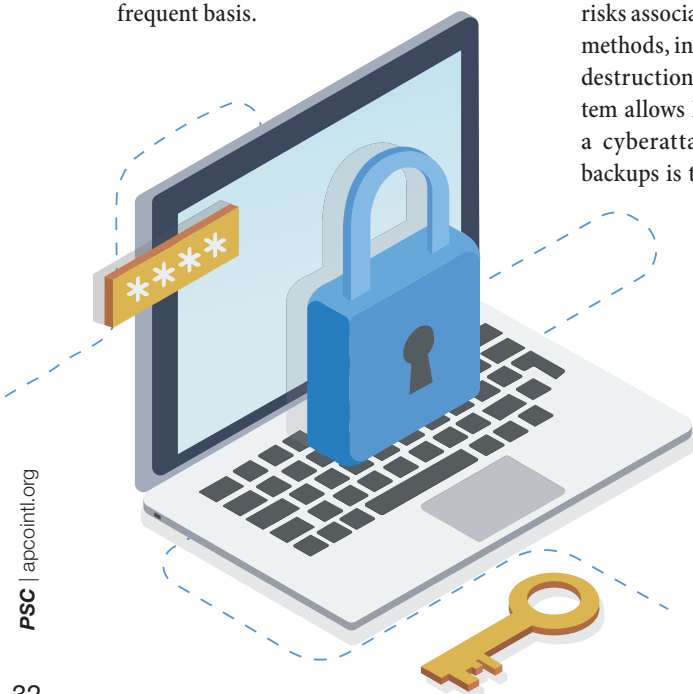 frequent basis.
risks associa
methods, in
destruction
tem allows
a cyberatta
backups is t
****
PSC | apcointl.org
32